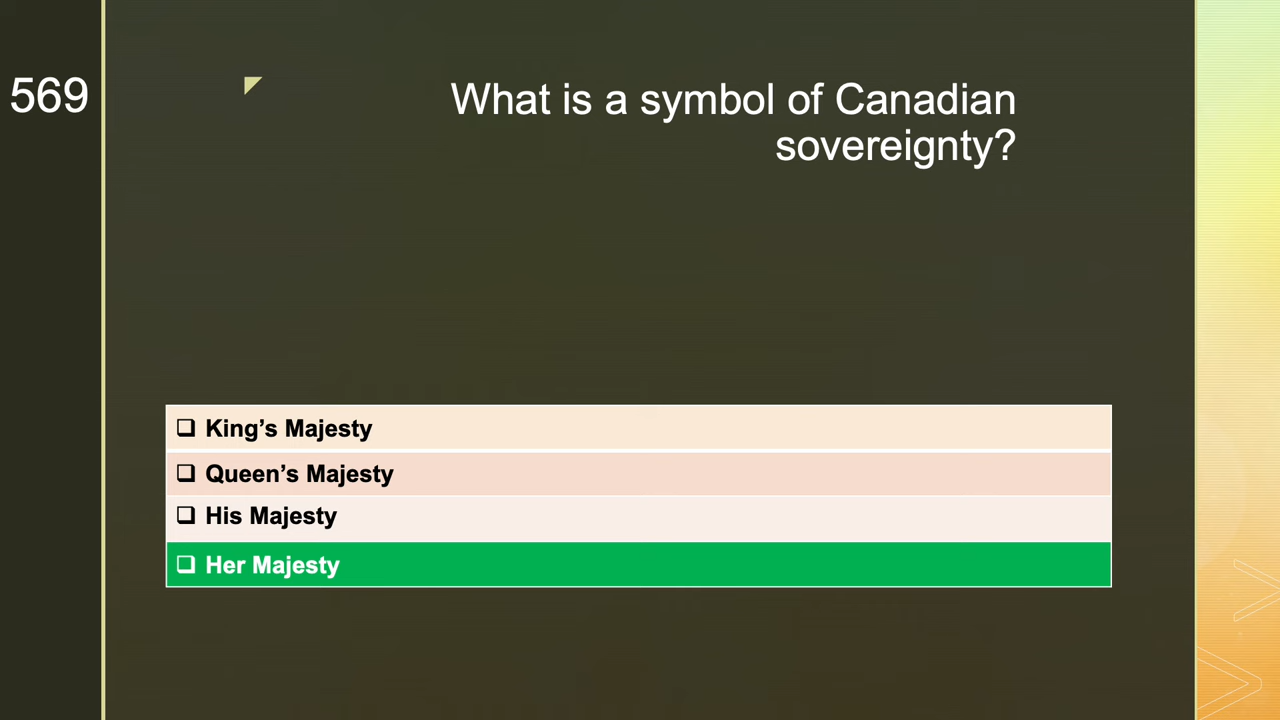 569
What is a symbol of Canadian
sovereignty?
❑ King’s Majesty
❑ Queen’s Majesty
❑ His Majesty
❑ Her Majesty